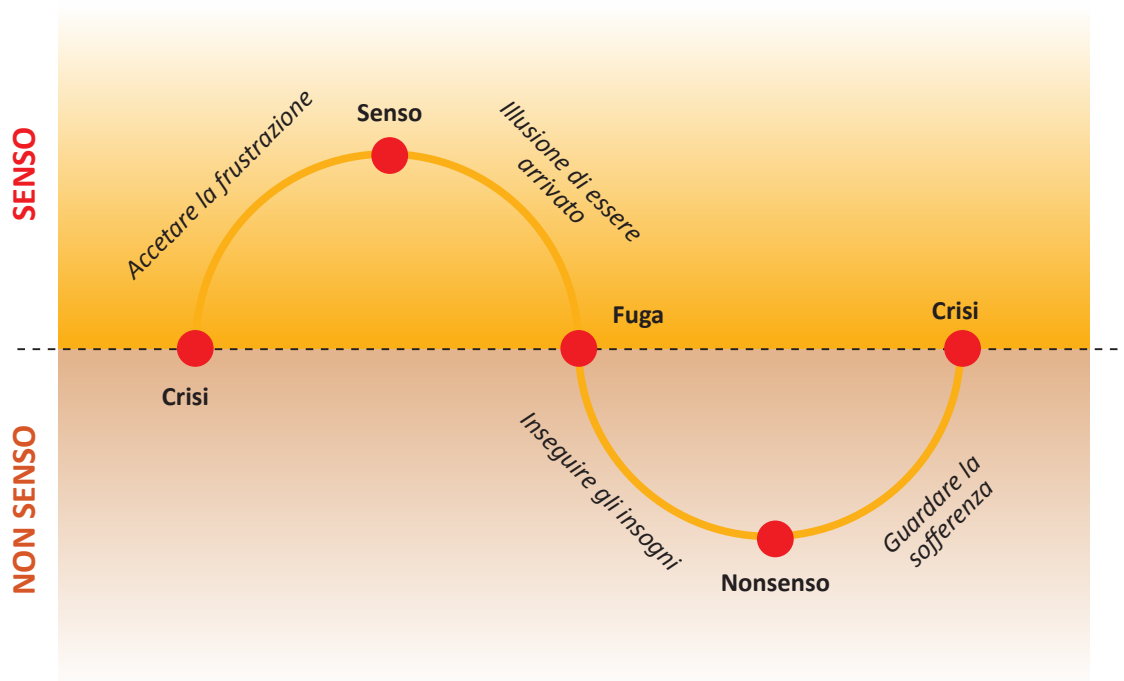 SENSO
Senso
Accetare la frustrazione
Illusione di essere
arrivato
Fuga
Crisi
Crisi
NON SENSO
Inseguire gli insogni
Guardare la
sofferenza
Nonsenso